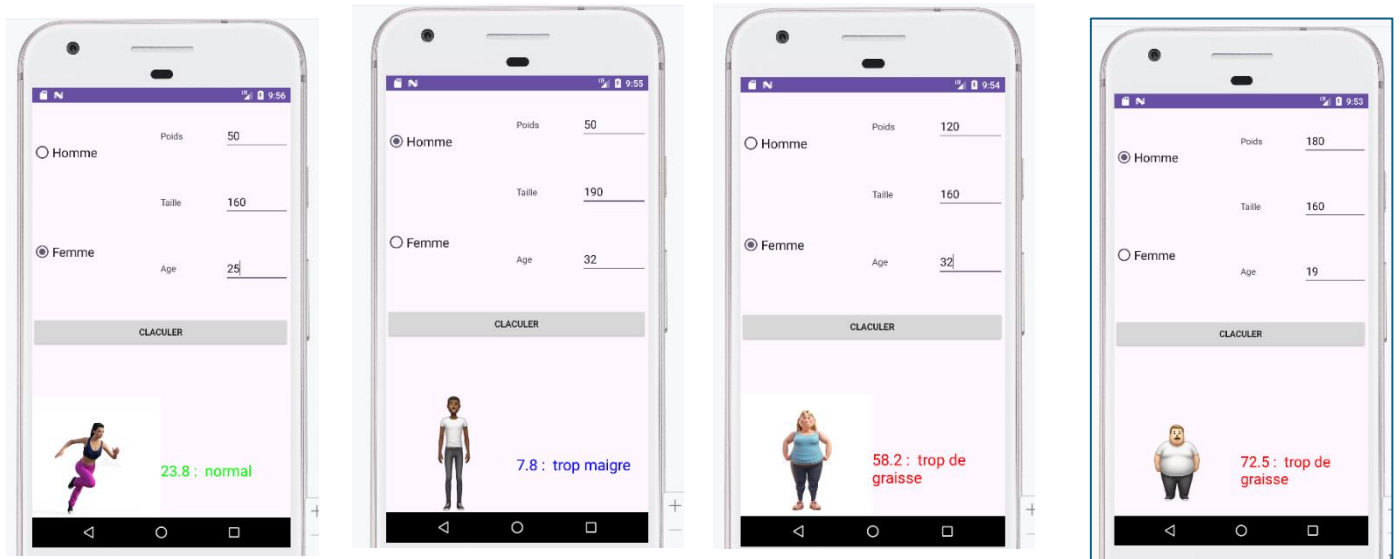 9:56
Poids 50
Homme
Taille 160
Femme
Age 25
CLACULER
23.8 : normal
9:55
Poids 50
Homme
Taille 190
Femme
Age 32
CLACULER
7.8 : trop maigre
9:54
Poids 120
Homme
Taille 160
Femme
Age 32
CLACULER
58.2 : trop de
graisse
9:53
Poids 180
Homme
Taille 160
Femme
Age 19
CLACULER
72.5 : trop de
graisse